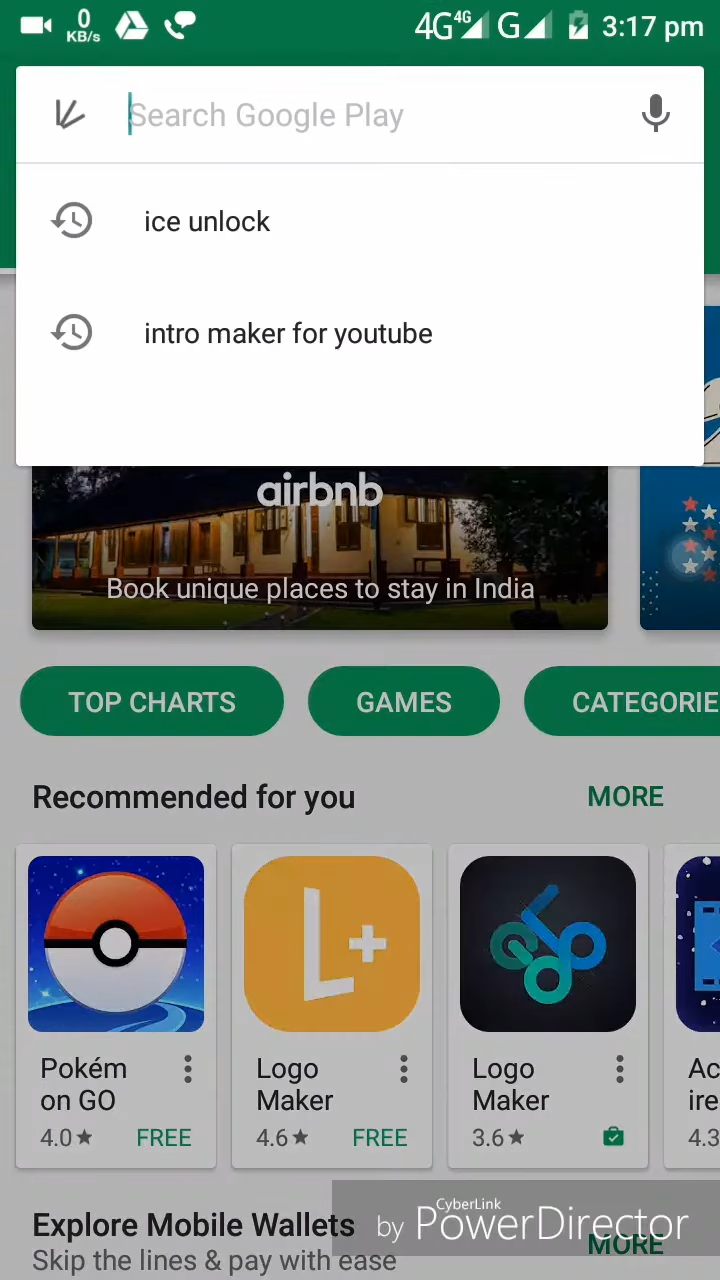 0
KB/s
4G 4G G 3:17 pm
Search Google Play
ice unlock
intro maker for youtube
airbnb
Book unique places to stay in India
TOP CHARTS GAMES CATEGORIE
Recommended for you MORE
L+
Pokém
on GO
4.0★ FREE
Logo
Maker
4.6★ FREE
Logo
Maker
3.6★
Ac
ire
4.3
Explore Mobile Wallets MORE
Skip the lines & pay with ease
by CyberLink
PowerDirector